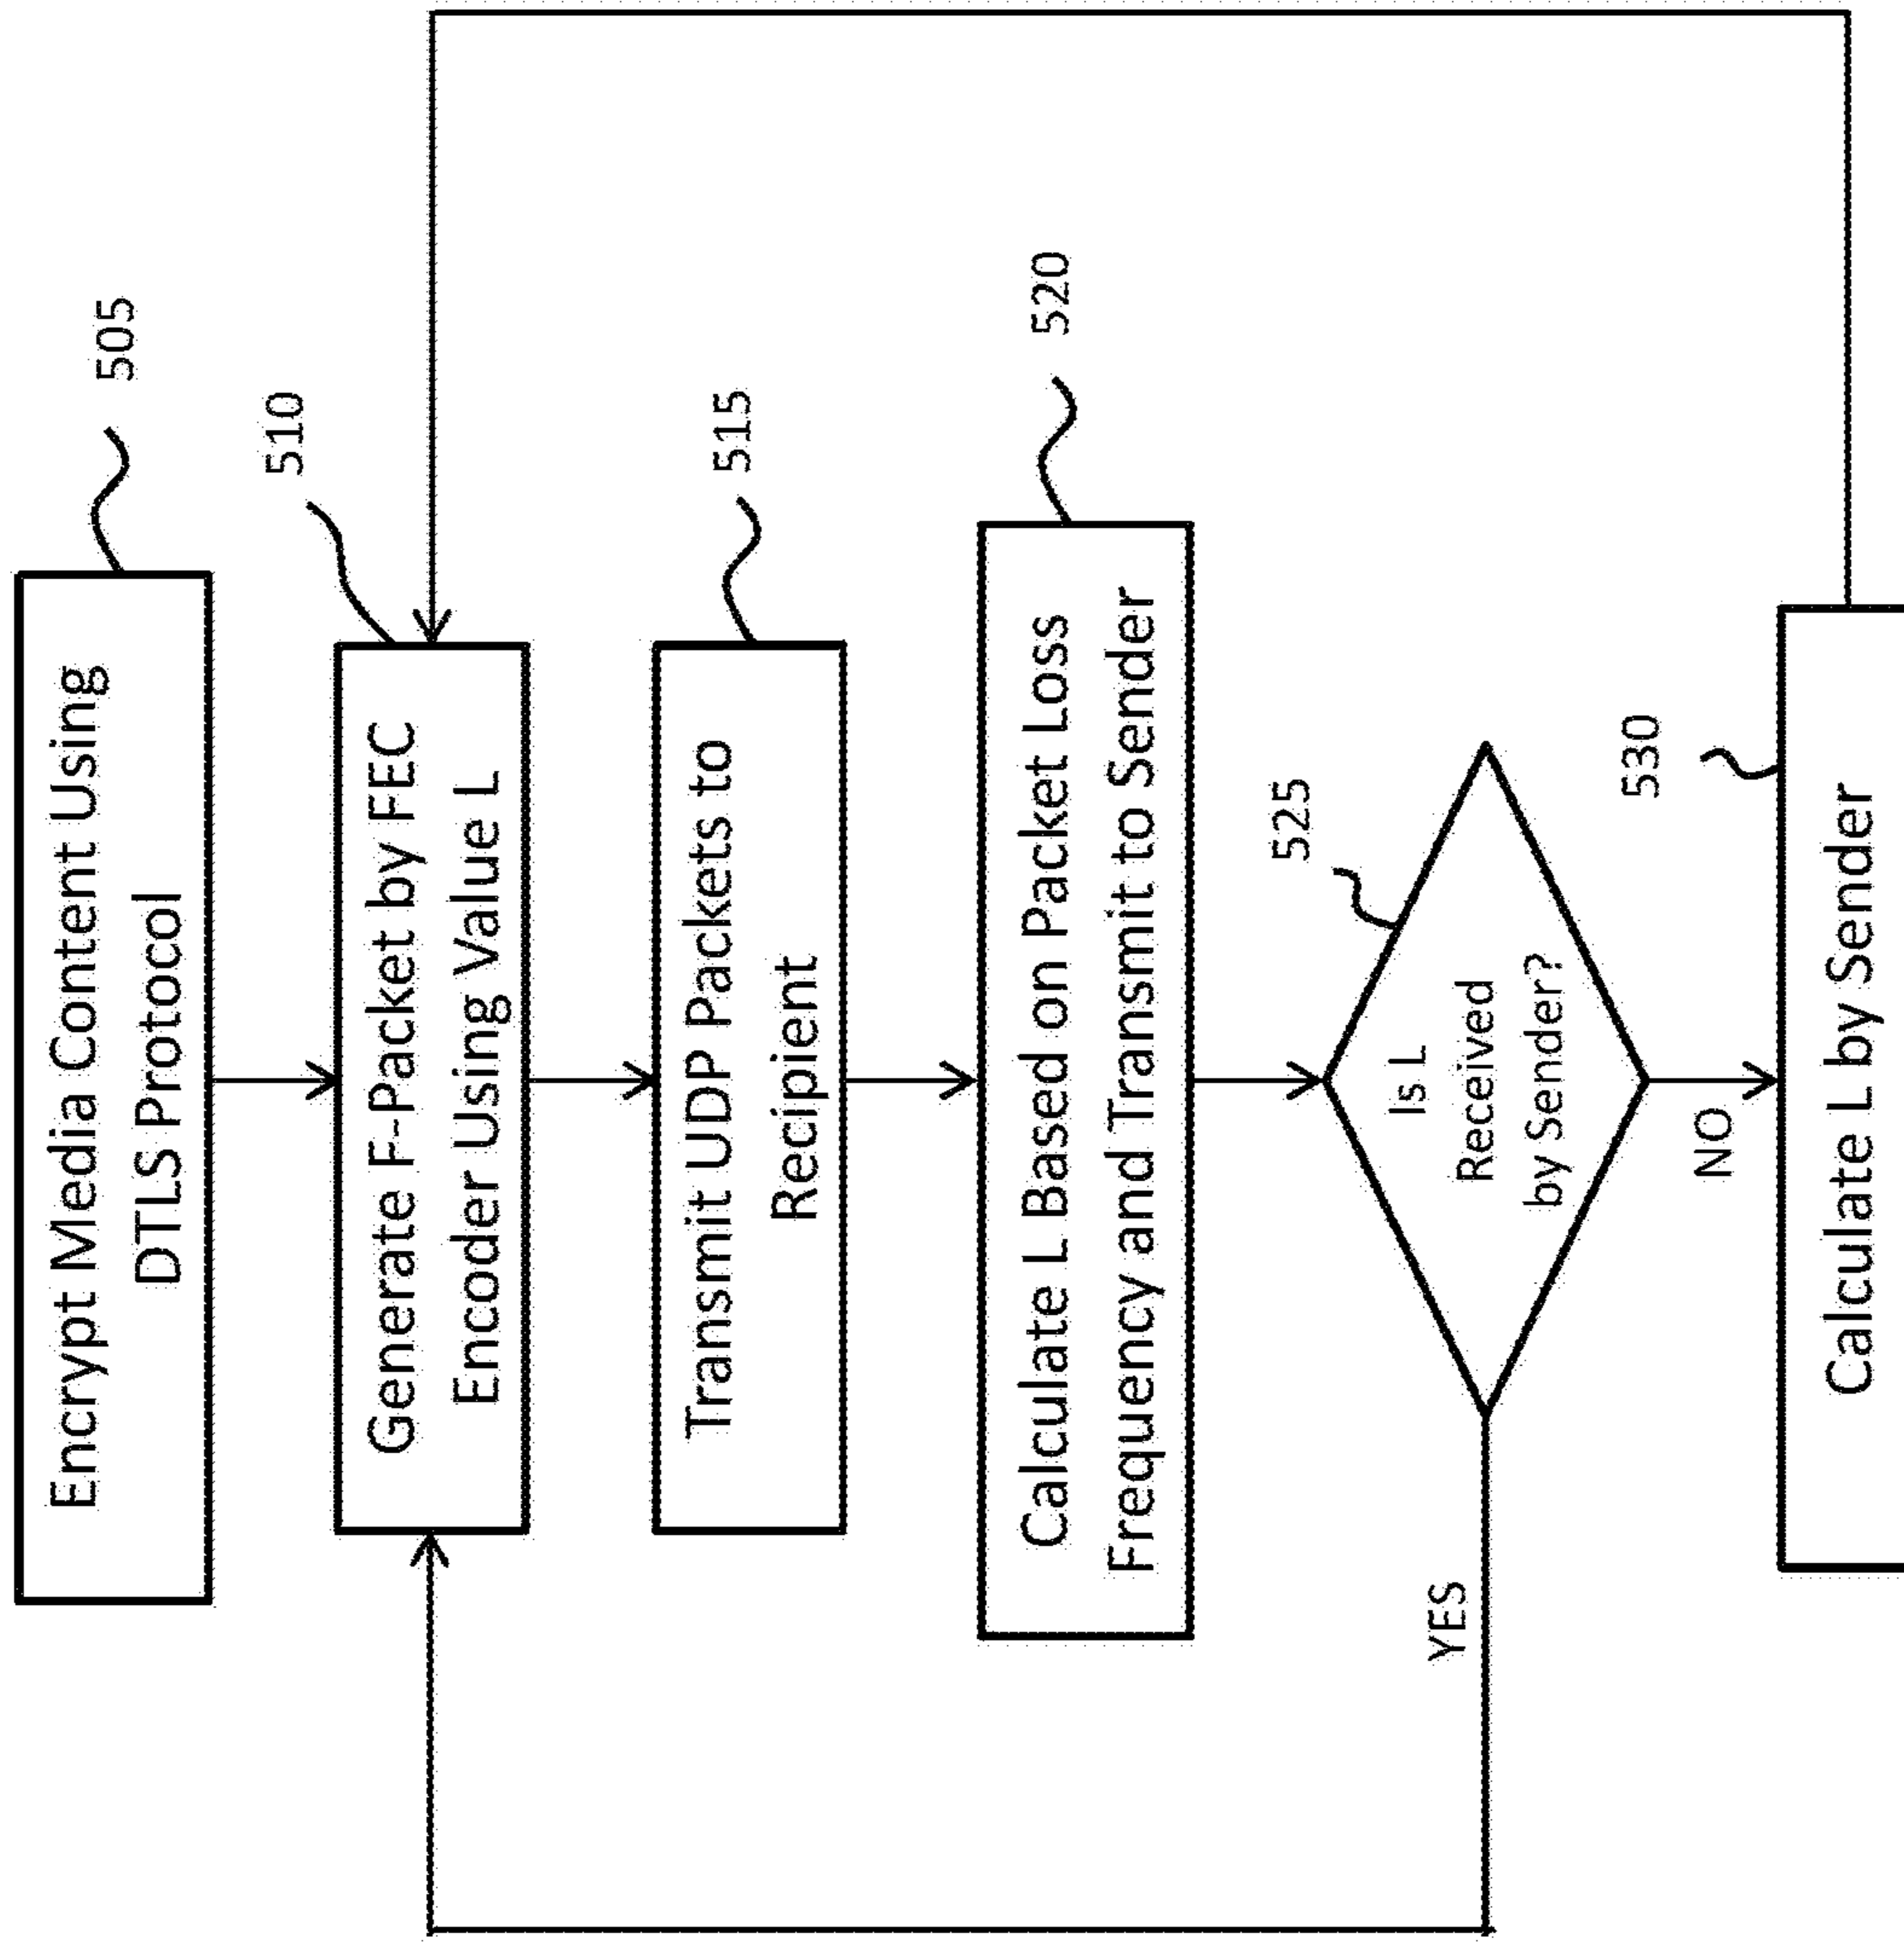 Encrypt Media Content Using
DTLS Protocol
505
Generate F-Packet by FEC
Encoder Using Value L
510
Transmit UDP Packets to
Recipient
515
Calculate L Based on Packet Loss
Frequency and Transmit to Sender
520
Is L
Received
by Sender?
525
YES
NO
Calculate L by Sender
530